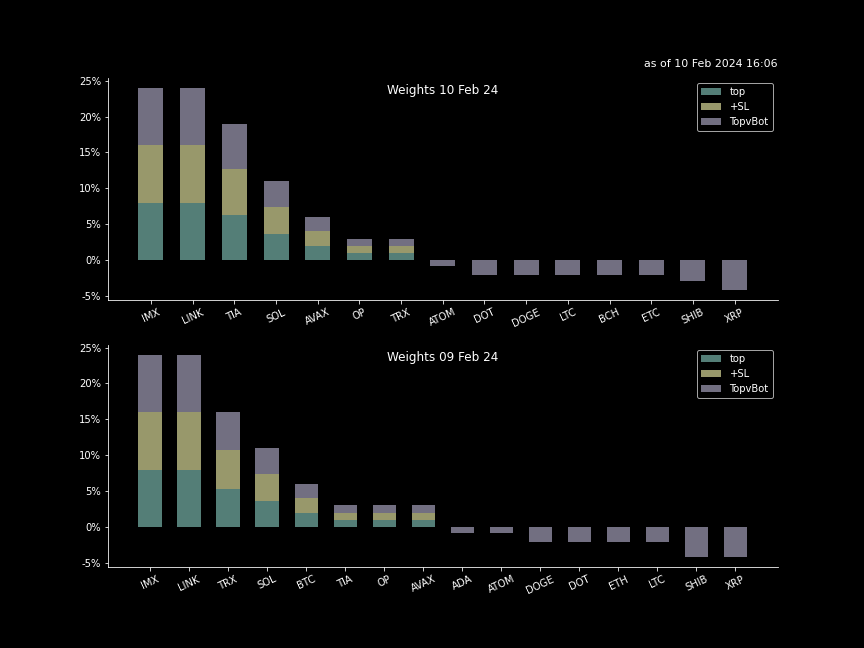 as of 10 Feb 2024 16:06
Weights 10 Feb 24
top
+SL
TopvBot
25%
20%
15%
10%
5%
0%
-5%
IMX LINK TIA SOL AVAX OP TRX ATOM DOT DOGE LTC BCH ETC SHIB XRP
Weights 09 Feb 24
top
+SL
TopvBot
25%
20%
15%
10%
5%
0%
-5%
IMX LINK TRX SOL BTC TIA OP AVAX ADA ATOM DOGE DOT ETH LTC SHIB XRP